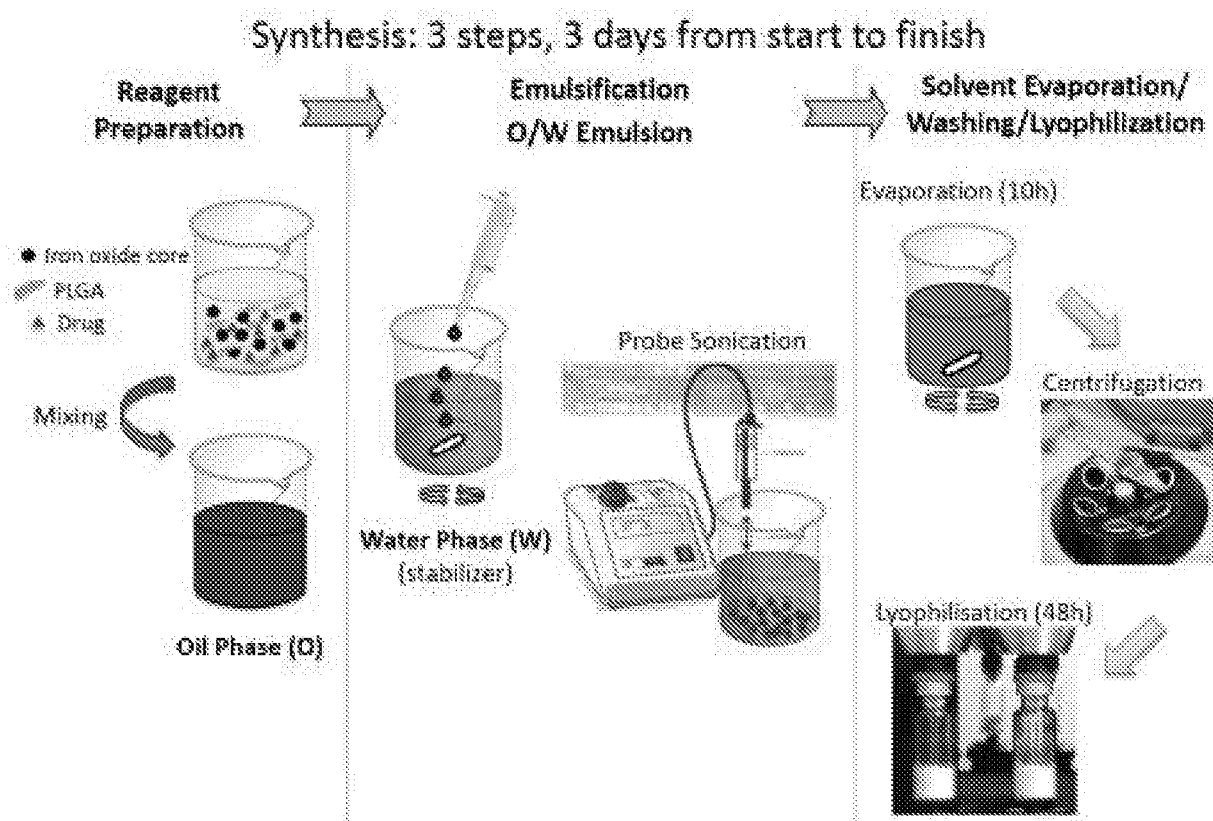 Synthesis: 3 steps, 3 days from start to finish
Reagent
Preparation
Iron oxide core
PLGA
Drug
Mixing
Oil Phase (O)
Emulsification
O/W Emulsion
Probe Sonication
Water Phase (W)
(stabilizer)
Solvent Evaporation/
Washing/Lyophilization
Evaporation (10h)
Centrifugation
Lyophilisation (48h)